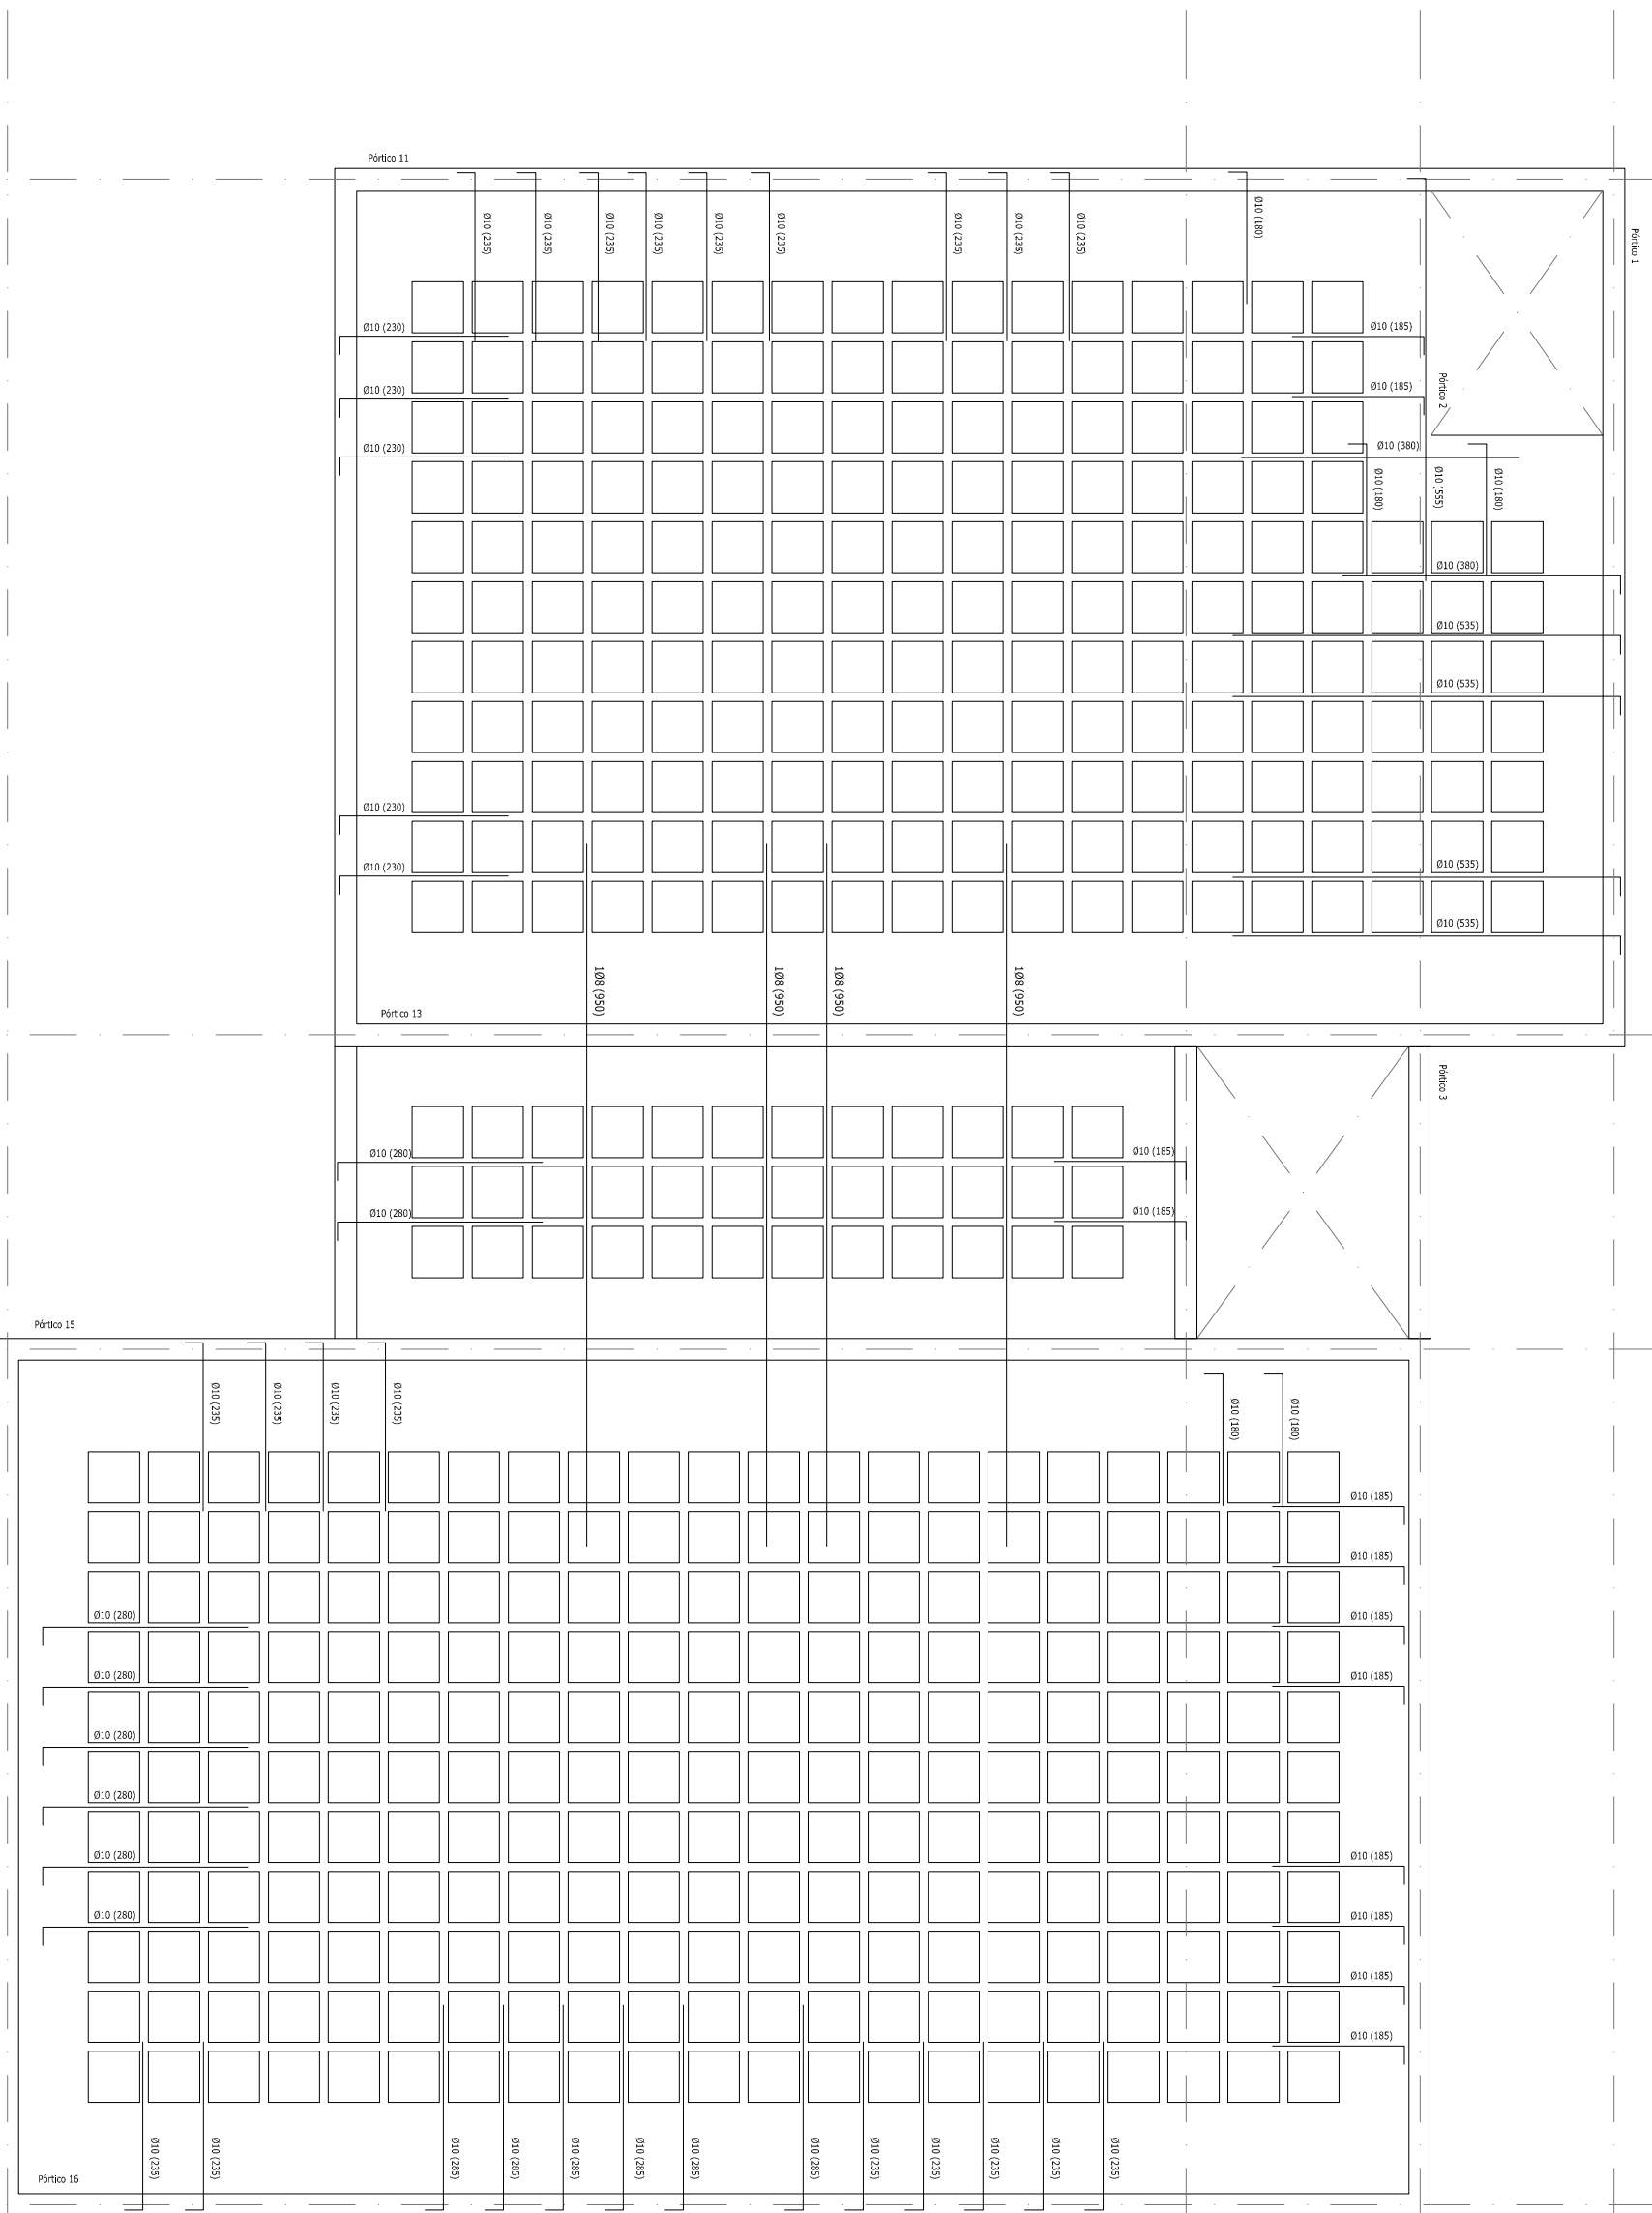 Pórtico 11
Pórtico 1
Ø10 (180)
Ø10 (235)
Ø10 (235)
Ø10 (235)
Ø10 (235)
Ø10 (235)
Ø10 (235)
Ø10 (235)
Ø10 (235)
Ø10 (235)
Ø10 (230)
Ø10 (185)
Ø10 (230)
Ø10 (185)
Pórtico 2
Ø10 (230)
Ø10 (380)
Ø10 (180)
Ø10 (555)
Ø10 (180)
Ø10 (380)
Ø10 (535)
Ø10 (535)
Ø10 (230)
Ø10 (230)
Ø10 (535)
Ø10 (535)
1Ø8 (950)
1Ø8 (950)
1Ø8 (950)
1Ø8 (950)
Pórtico 13
Pórtico 3
Ø10 (280)
Ø10 (185)
Ø10 (280)
Ø10 (185)
Pórtico 15
Ø10 (235)
Ø10 (235)
Ø10 (235)
Ø10 (235)
Ø10 (180)
Ø10 (180)
Ø10 (185)
Ø10 (185)
Ø10 (280)
Ø10 (185)
Ø10 (280)
Ø10 (185)
Ø10 (280)
Ø10 (280)
Ø10 (280)
Ø10 (185)
Ø10 (280)
Ø10 (185)
Ø10 (185)
Ø10 (185)
Ø10 (235)
Ø10 (235)
Ø10 (285)
Ø10 (285)
Ø10 (285)
Ø10 (285)
Ø10 (285)
Ø10 (285)
Ø10 (235)
Ø10 (235)
Ø10 (235)
Ø10 (235)
Ø10 (235)
Pórtico 16